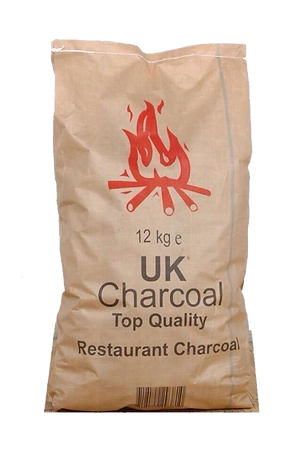 12 kg e
UK
Charcoal
Top Quality
Restaurant Charcoal